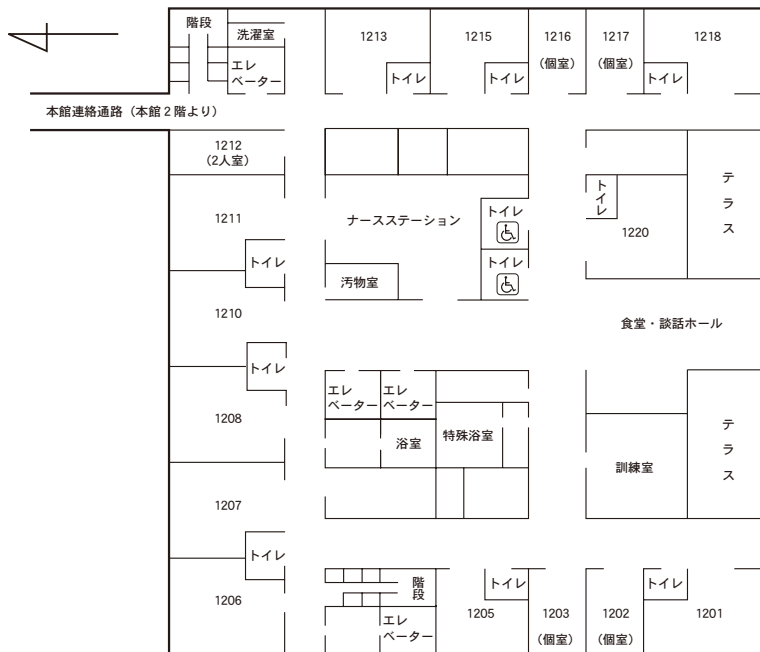 階段
洗濯室
エレ
ベーター
1213
トイレ
1215
トイレ
1216
（個室）
1217
（個室）
1218
トイレ
本館連絡通路（本館２階より）
1212
（2人室）
1211
トイレ
ナースステーション
トイレ
トイレ
汚物室
トイレ
1220
テラス
1210
トイレ
食堂・談話ホール
エレ
ベーター
エレ
ベーター
1208
浴室
特殊浴室
訓練室
テラス
1207
トイレ
1206
階段
エレ
ベーター
1205
トイレ
1203
（個室）
1202
（個室）
トイレ
1201